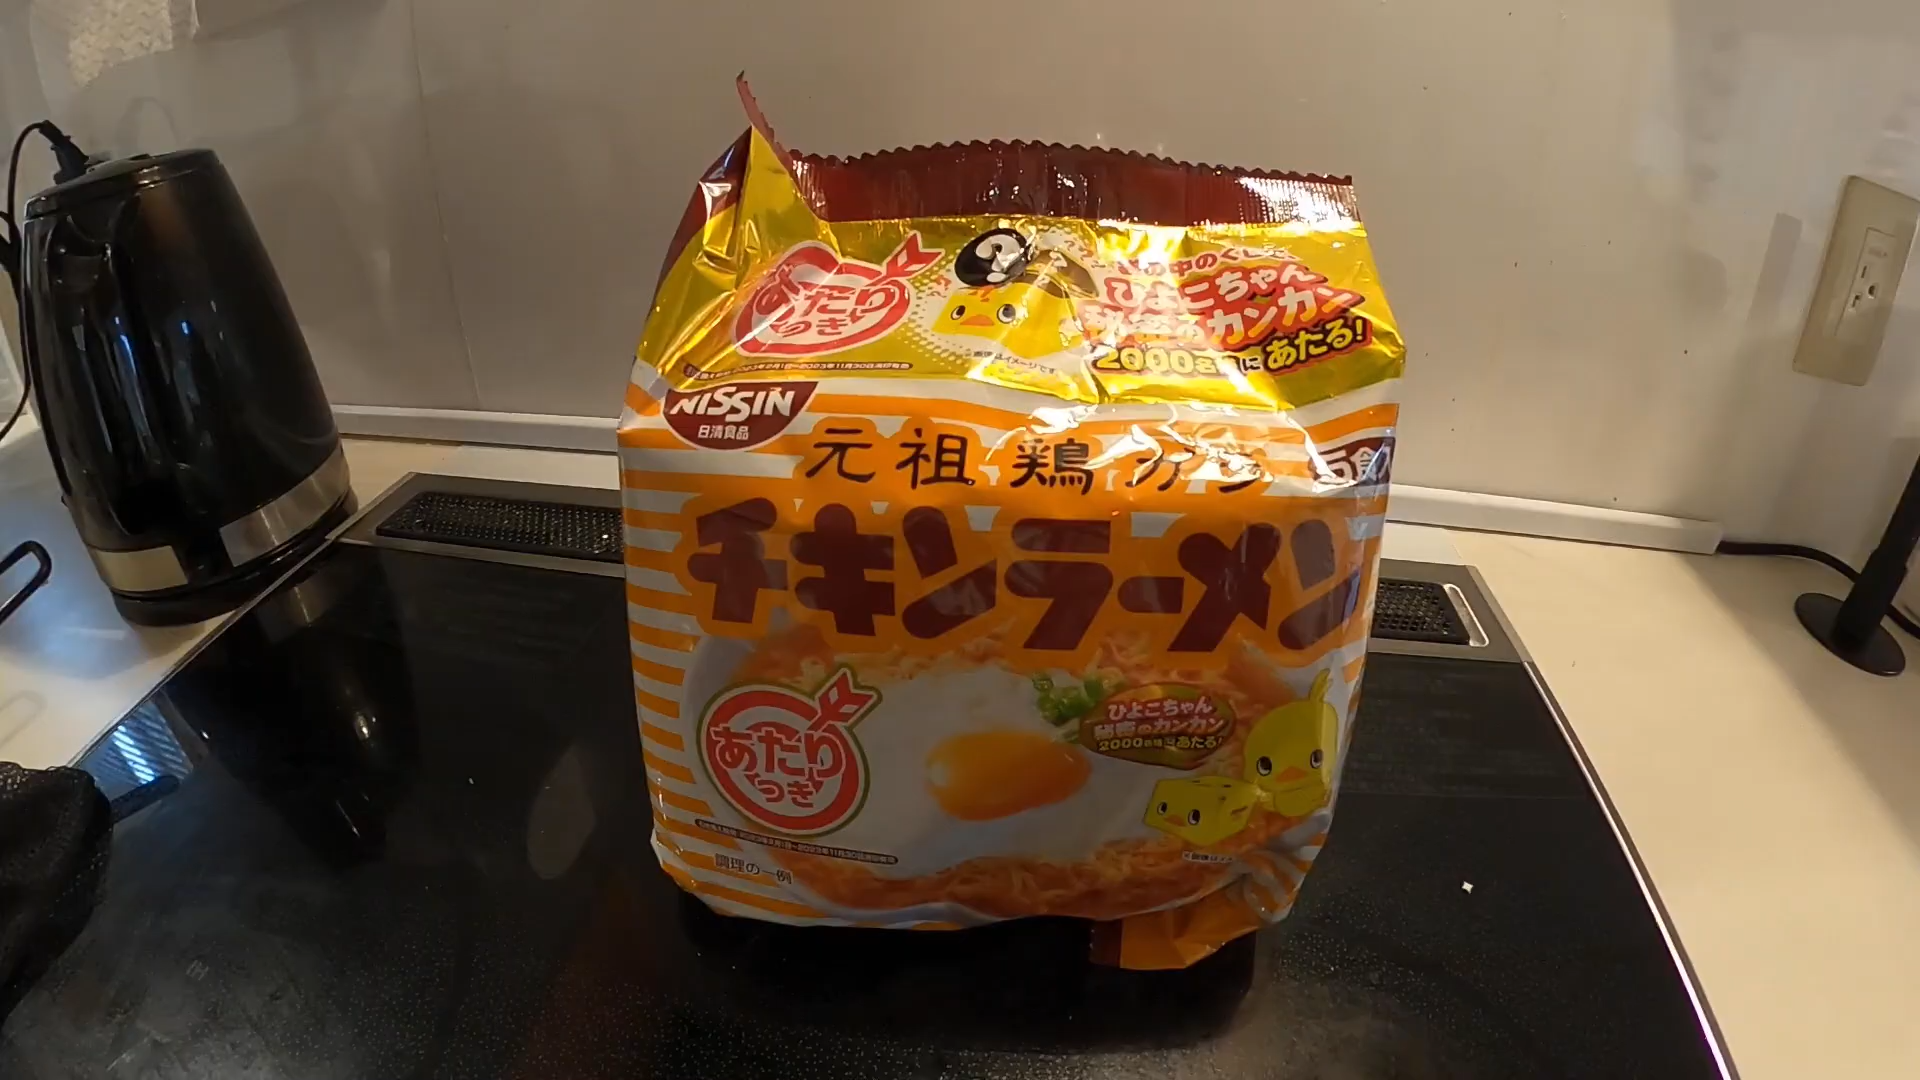 あたり
つき
ひよこちゃん
秘密のカンカン
2000名様にあたる!
NISSIN
日清食品
元祖鶏ガラ
5食入
チキンラーメン
あたり
つき
ひよこちゃん
秘密のカンカン
2000名様にあたる!
調理の一例